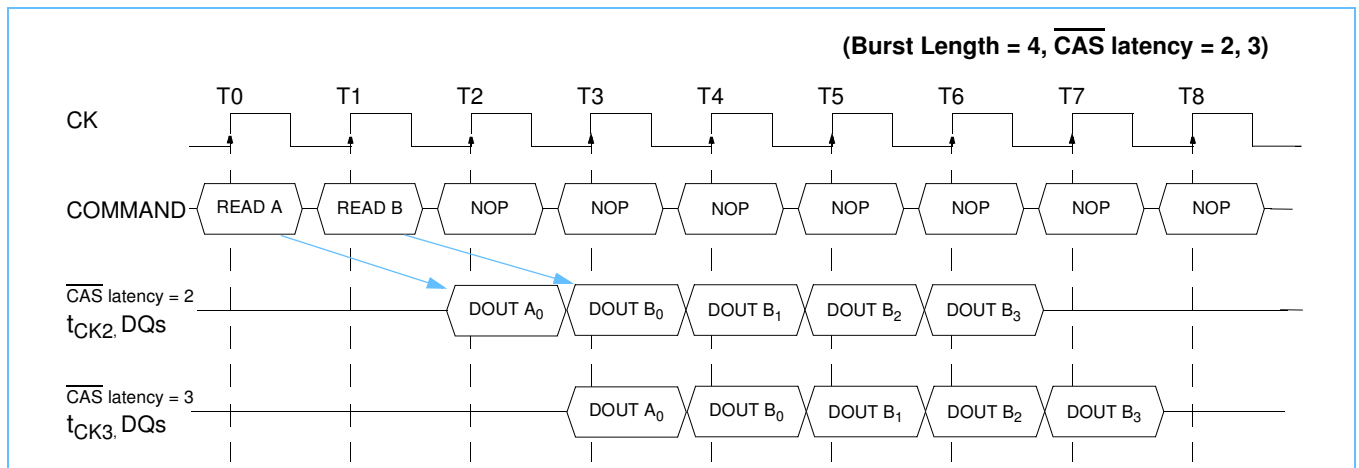 (Burst Length = 4, CAS latency = 2, 3)
T0 T1 T2 T3 T4 T5 T6 T7 T8
CK
COMMAND READ A READ B NOP NOP NOP NOP NOP NOP NOP
CAS latency = 2
tCK2, DQs DOUT A0 DOUT B0 DOUT B1 DOUT B2 DOUT B3
CAS latency = 3
tCK3, DQs DOUT A0 DOUT B0 DOUT B1 DOUT B2 DOUT B3